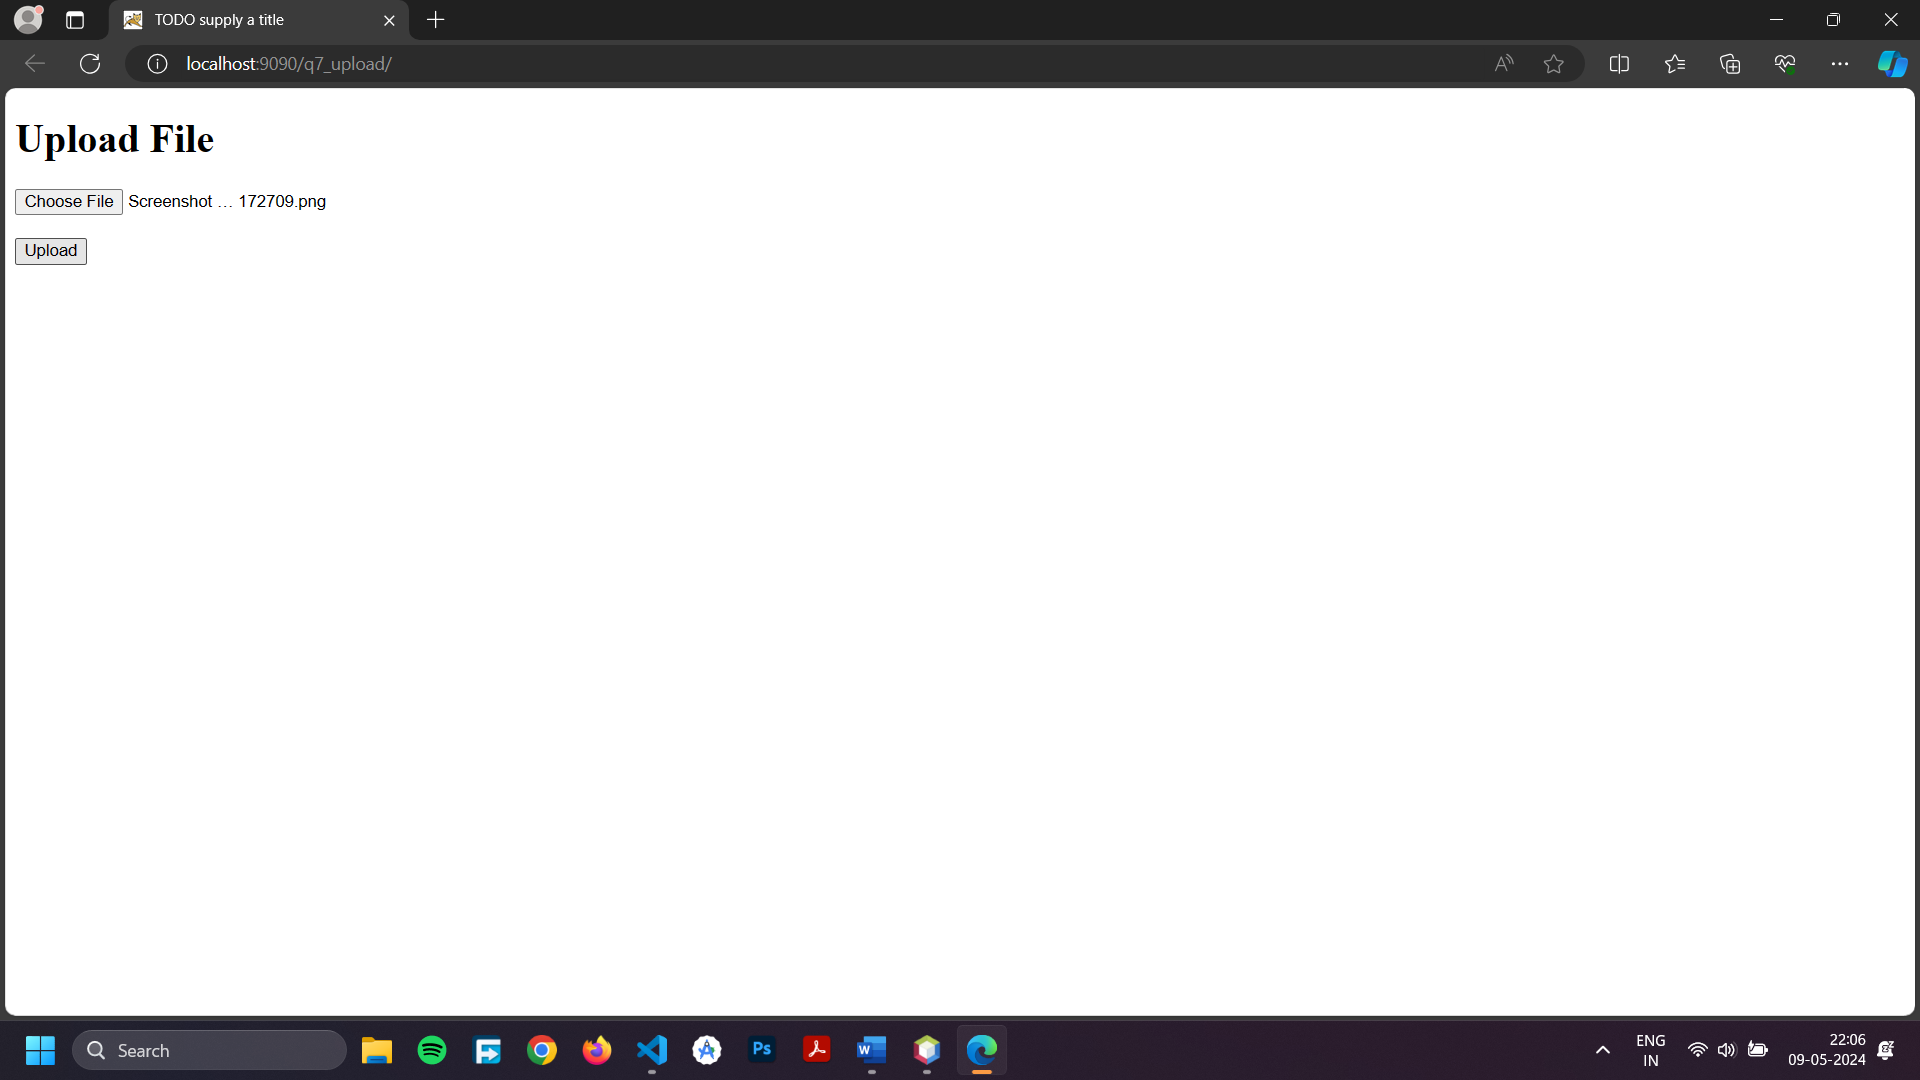 TODO supply a title
localhost:9090/q7_upload/
Upload File
Choose File Screenshot … 172709.png
Upload
Search
Ps
W
ENG
IN
22:06
09-05-2024